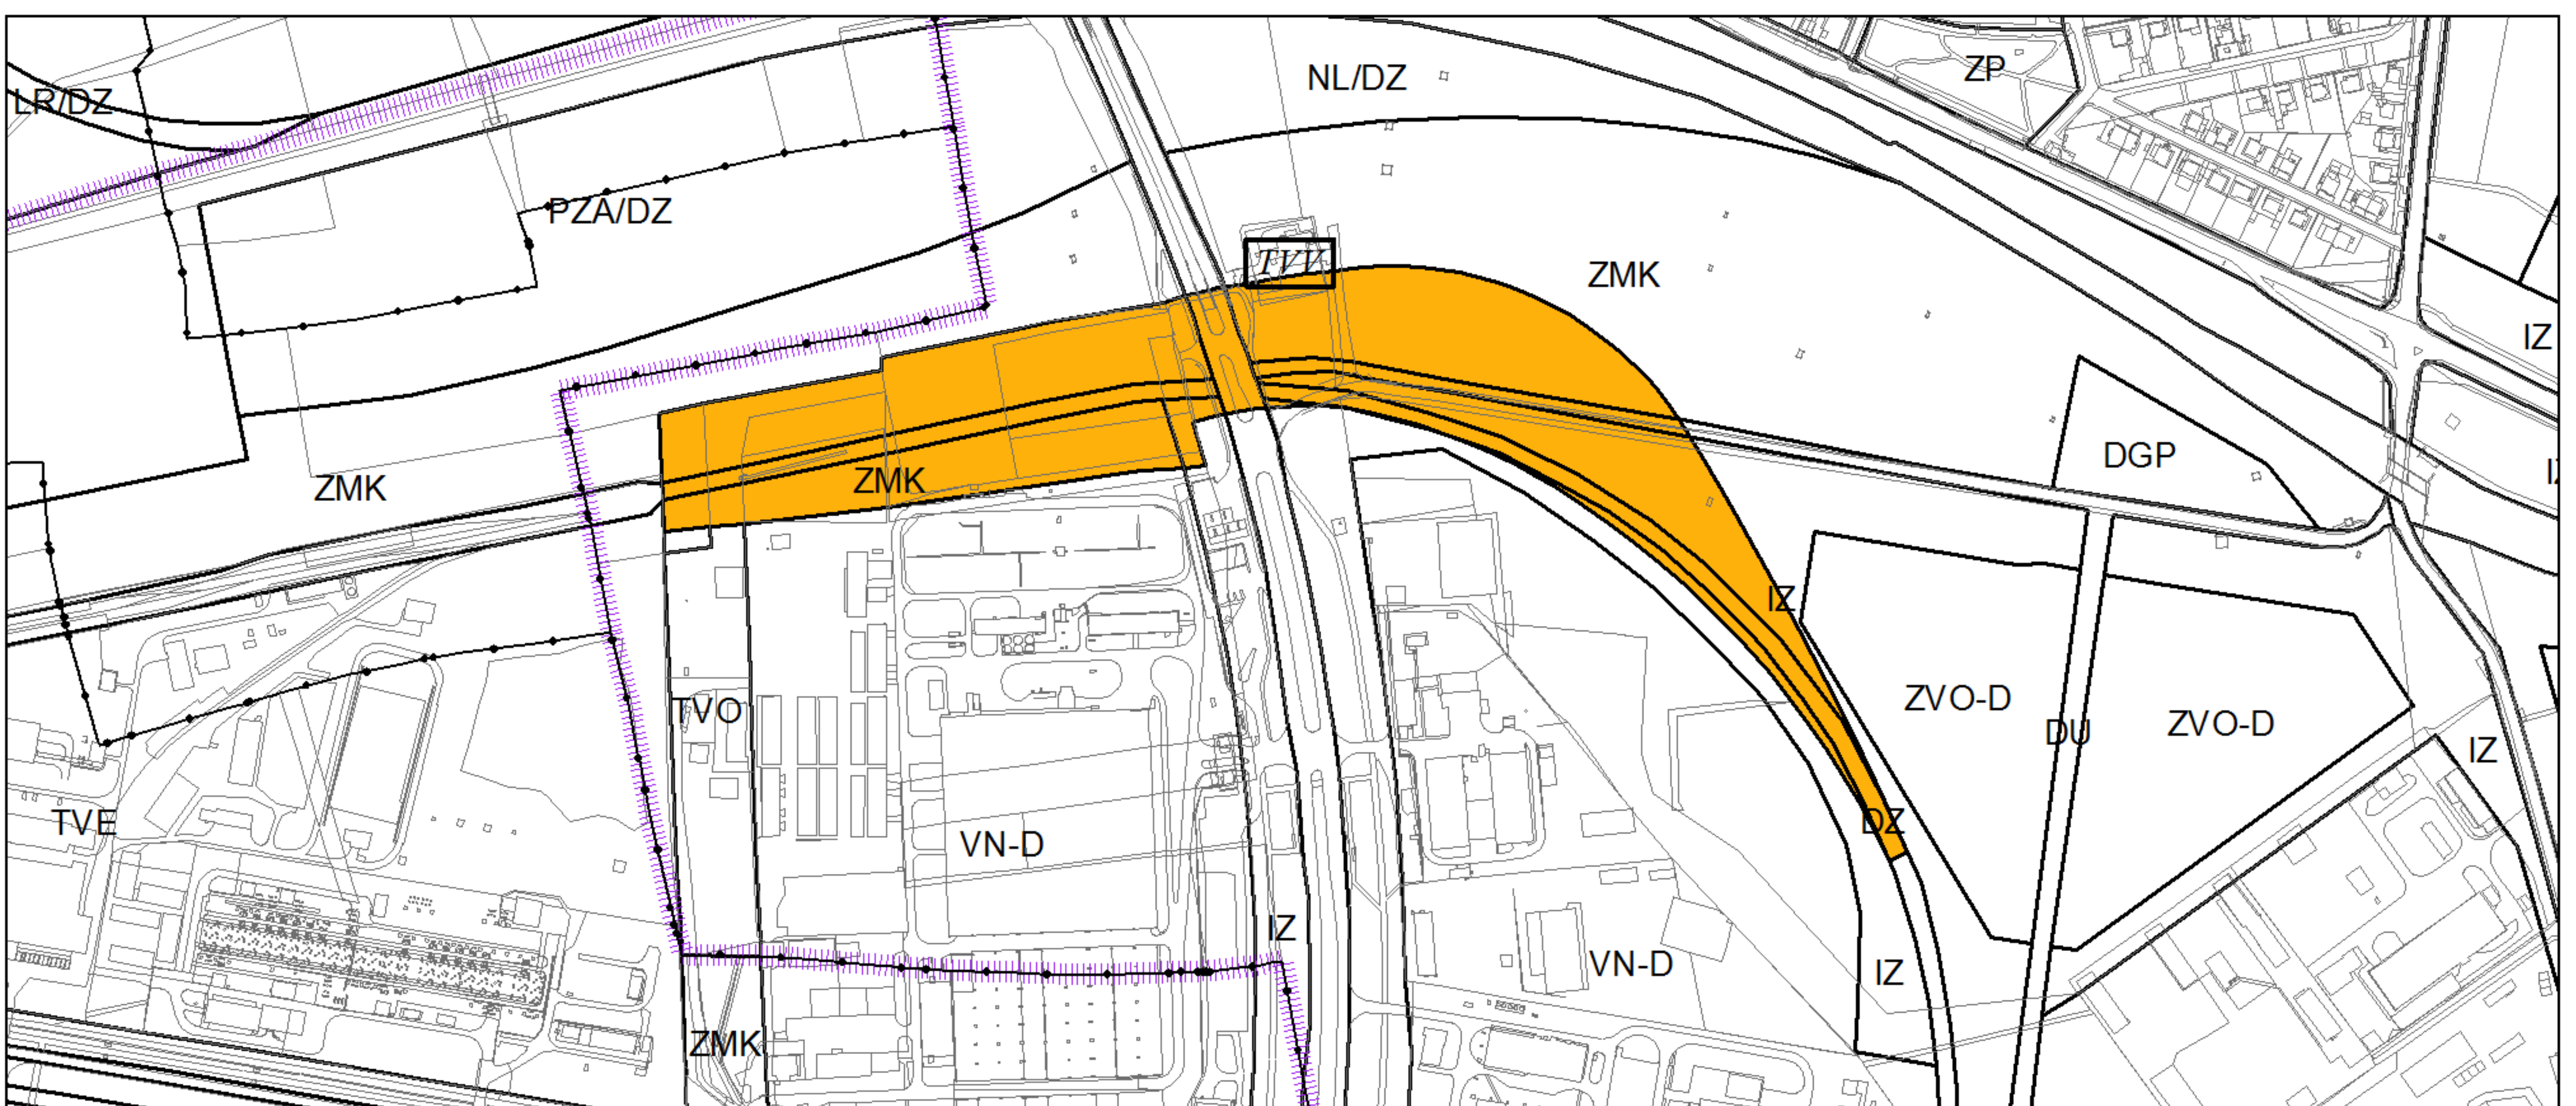 ZP
NL/DZ
LR/DZ
PZA/DZ
TVV
ZMK
IZ
DGP
IZ
ZMK
ZMK
IZ
ZVO-D
TVO
ZVO-D
DU
IZ
TVE
DZ
VN-D
IZ
VN-D
IZ
ZMK